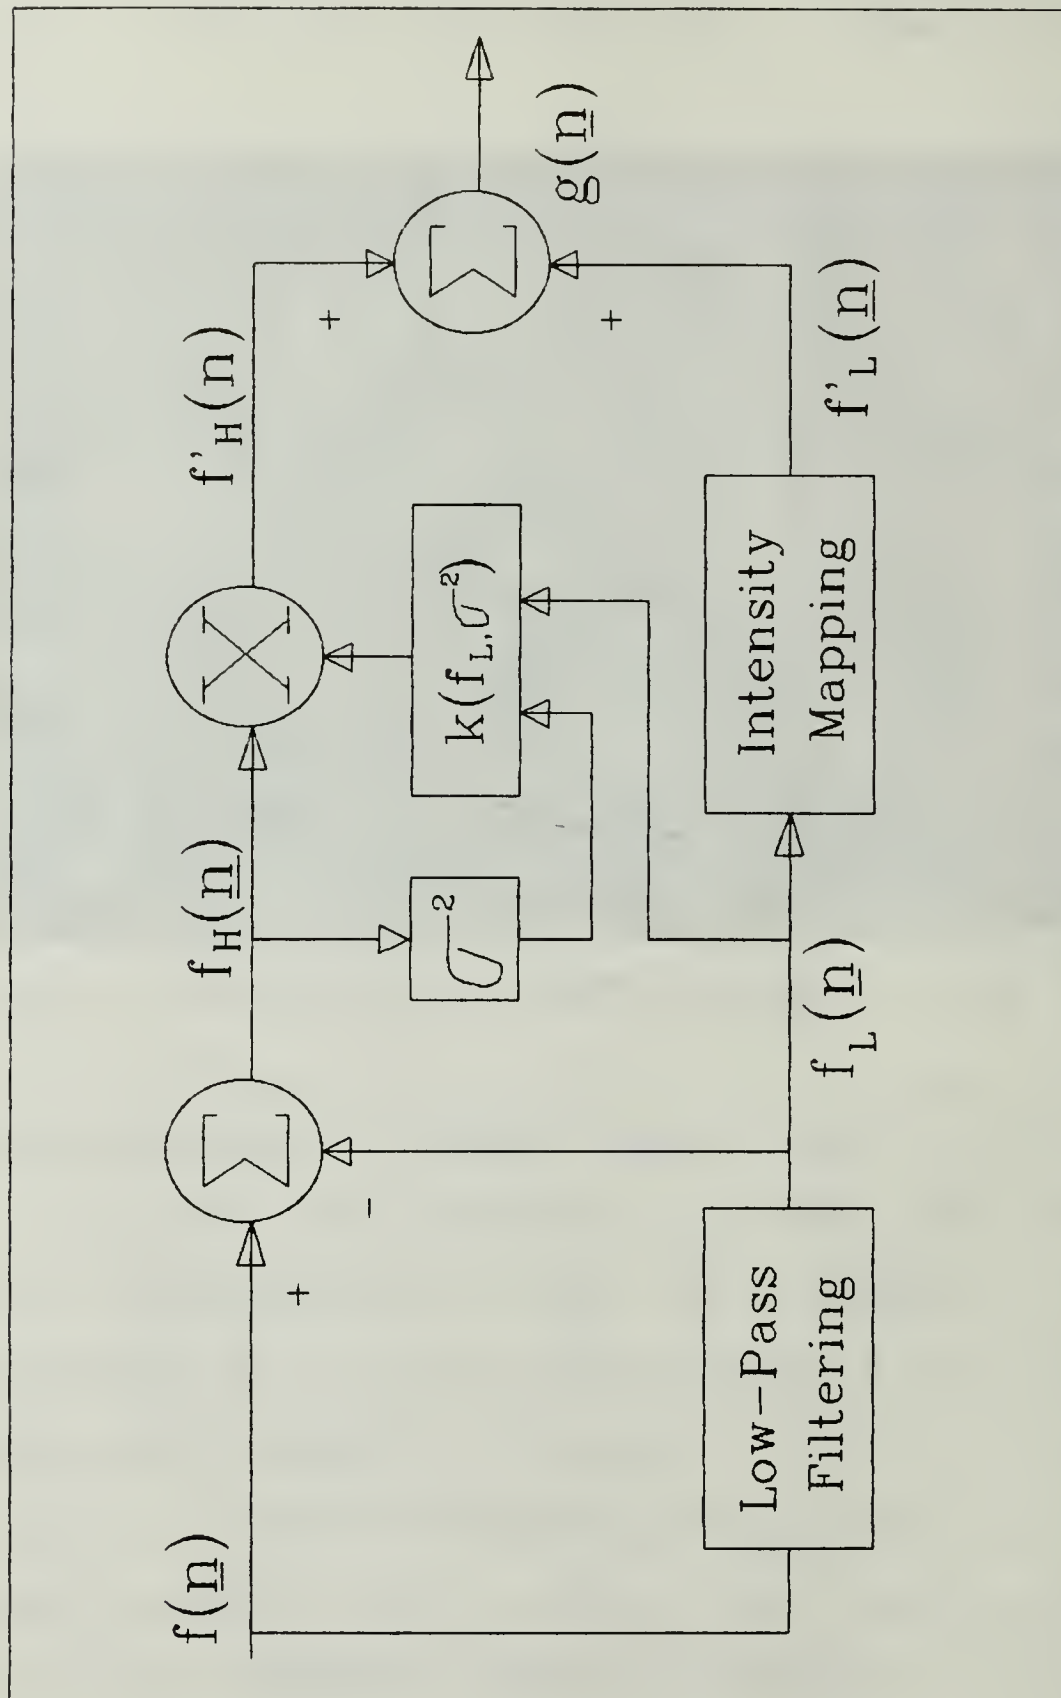 f(n)
+
-
Σ
f_H(n)
σ²
k(f_L,σ²)
X
f'_H(n)
+
+
Σ
g(n)
Low-Pass
Filtering
f_L(n)
Intensity
Mapping
f'_L(n)